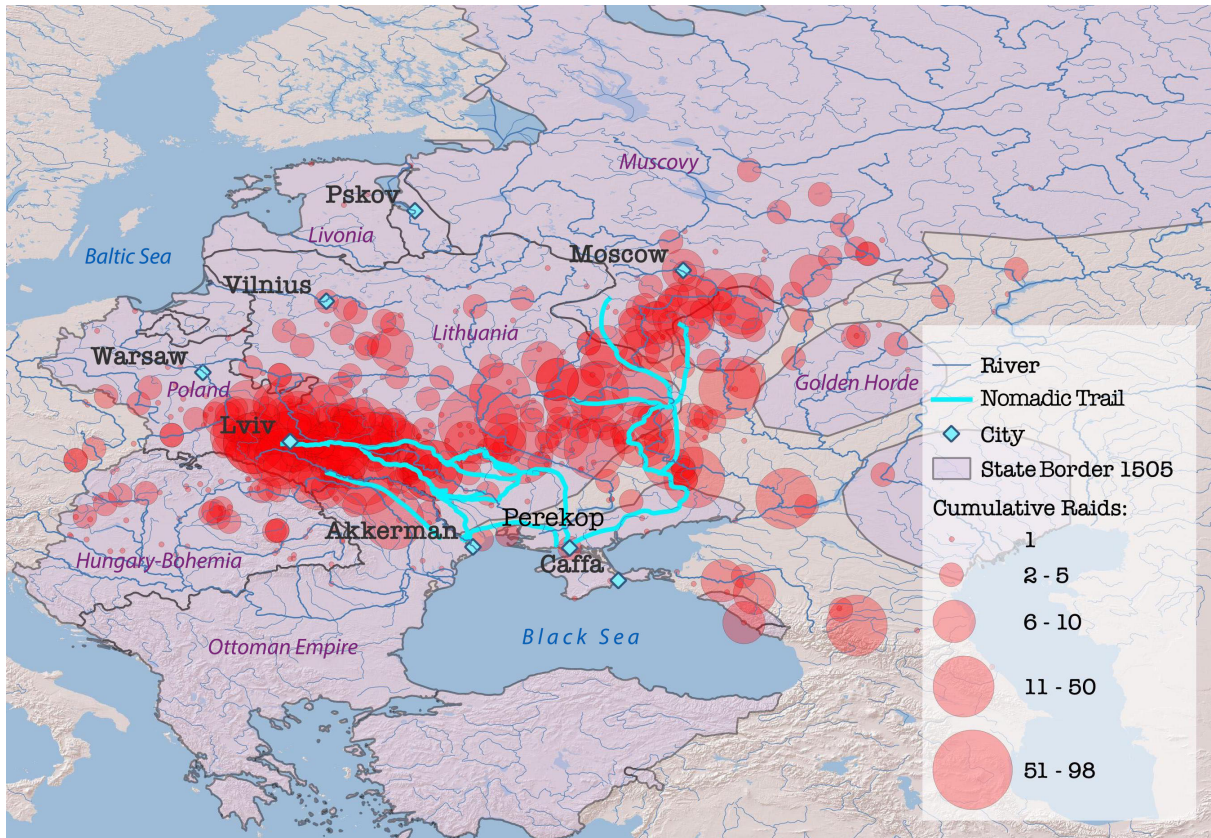 Muscovy
Pskov
Livonia
Baltic Sea
Moscow
Vilnius
Lithuania
Warsaw
Poland
Golden Horde
Lviv
Akkerman
Perekop
Caffa
Hungary-Bohemia
Ottoman Empire
Black Sea
River
Nomadic Trail
City
State Border 1505
Cumulative Raids:
1
2 - 5
6 - 10
11 - 50
51 - 98